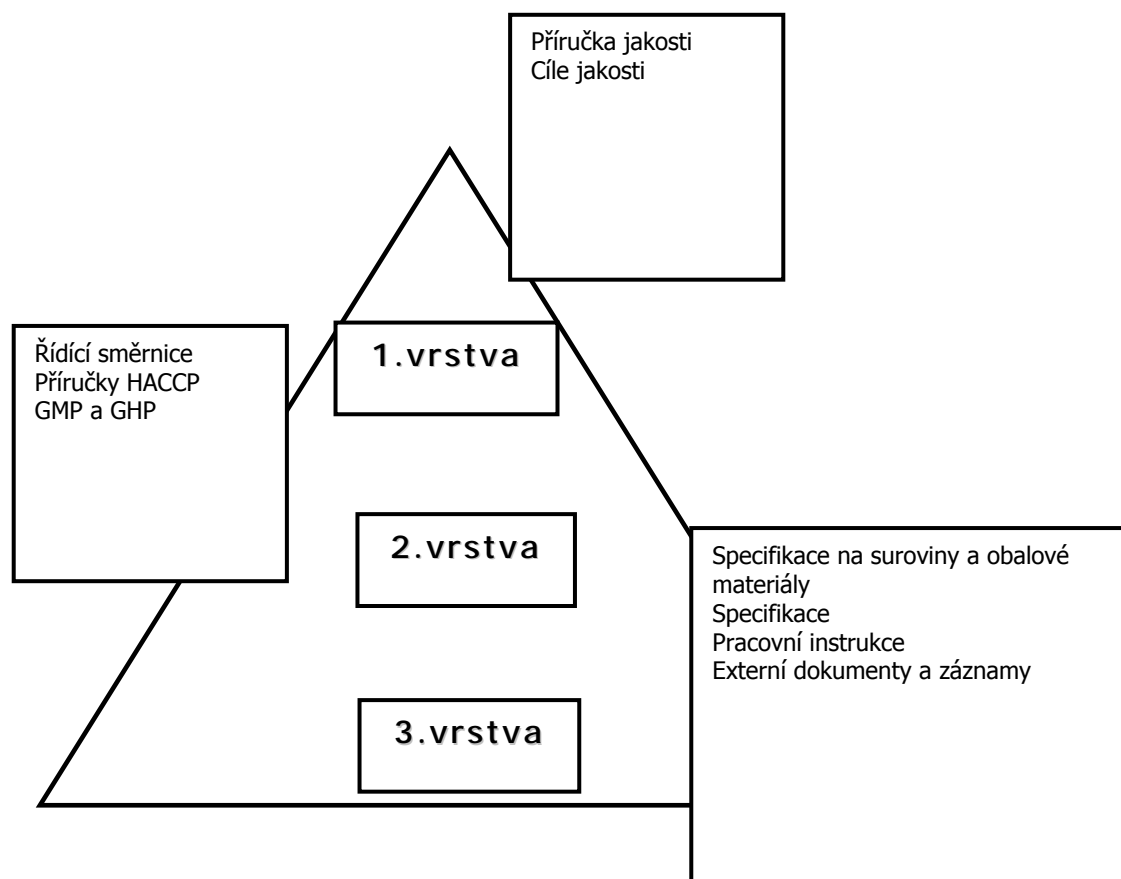 Příručka jakosti
Cíle jakosti
Řídící směrnice
Příručky HACCP
GMP a GHP
1.vrstva
2.vrstva
Specifikace na suroviny a obalové
materiály
Specifikace
Pracovní instrukce
Externí dokumenty a záznamy
3.vrstva